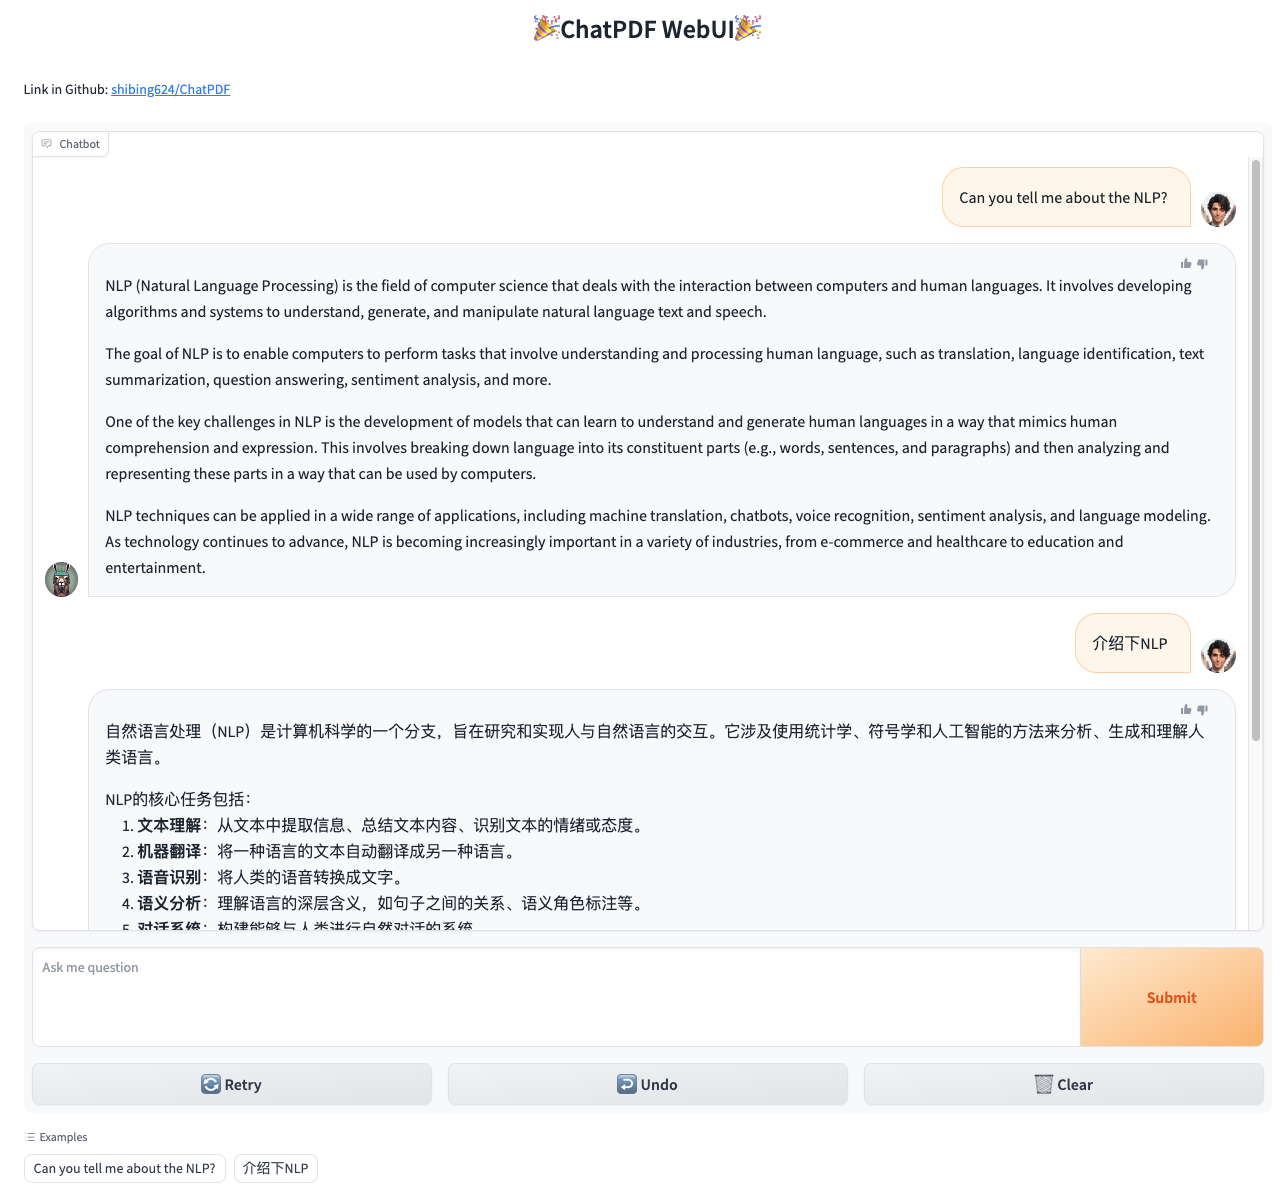 🎉ChatPDF WebUI🎉
Link in Github: shibing624/ChatPDF
Chatbot
Can you tell me about the NLP?
NLP (Natural Language Processing) is the field of computer science that deals with the interaction between computers and human languages. It involves developing
algorithms and systems to understand, generate, and manipulate natural language text and speech.
The goal of NLP is to enable computers to perform tasks that involve understanding and processing human language, such as translation, language identification, text
summarization, question answering, sentiment analysis, and more.
One of the key challenges in NLP is the development of models that can learn to understand and generate human languages in a way that mimics human
comprehension and expression. This involves breaking down language into its constituent parts (e.g., words, sentences, and paragraphs) and then analyzing and
representing these parts in a way that can be used by computers.
NLP techniques can be applied in a wide range of applications, including machine translation, chatbots, voice recognition, sentiment analysis, and language modeling.
As technology continues to advance, NLP is becoming increasingly important in a variety of industries, from e-commerce and healthcare to education and
entertainment.
介绍下NLP
自然语言处理（NLP）是计算机科学的一个分支，旨在研究和实现人与自然语言的交互。它涉及使用统计学、符号学和人工智能的方法来分析、生成和理解人
类语言。
NLP的核心任务包括：
1. 文本理解：从文本中提取信息、总结文本内容、识别文本的情绪或态度。
2. 机器翻译：将一种语言的文本自动翻译成另一种语言。
3. 语音识别：将人类的语音转换成文字。
4. 语义分析：理解语言的深层含义，如句子之间的关系、语义角色标注等。
5. 对话系统：构建能够与人类进行自然对话的系统
Ask me question
Submit
Retry
Undo
Clear
Examples
Can you tell me about the NLP?
介绍下NLP